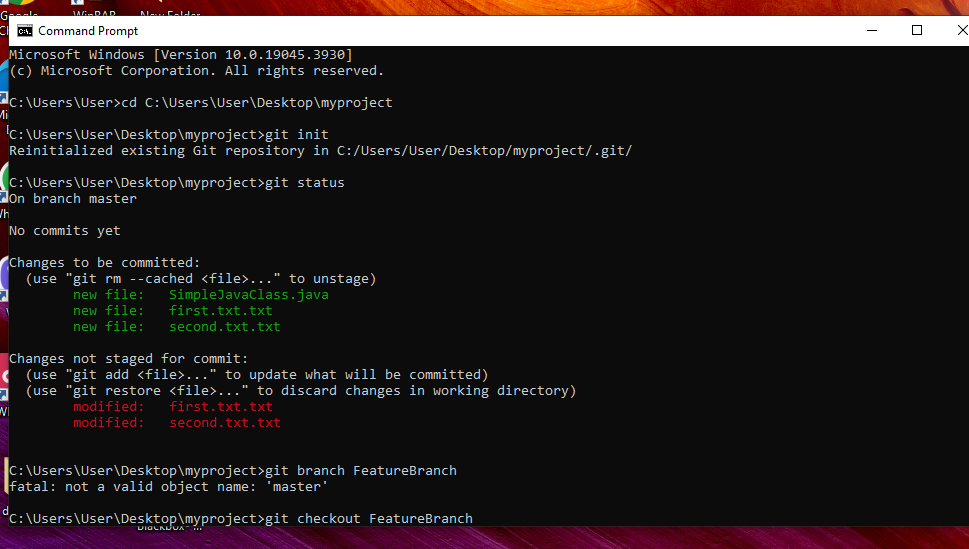 Google
WinRAR
New Folder
Command Prompt
Microsoft Windows [Version 10.0.19045.3930]
(c) Microsoft Corporation. All rights reserved.
C:\Users\User>cd C:\Users\User\Desktop\myproject
C:\Users\User\Desktop\myproject>git init
Reinitialized existing Git repository in C:/Users/User/Desktop/myproject/.git/
C:\Users\User\Desktop\myproject>git status
On branch master
No commits yet
Changes to be committed:
  (use "git rm --cached <file>..." to unstage)
        new file:   SimpleJavaClass.java
        new file:   first.txt.txt
        new file:   second.txt.txt
Changes not staged for commit:
  (use "git add <file>..." to update what will be committed)
  (use "git restore <file>..." to discard changes in working directory)
        modified:   first.txt.txt
        modified:   second.txt.txt
C:\Users\User\Desktop\myproject>git branch FeatureBranch
fatal: not a valid object name: 'master'
C:\Users\User\Desktop\myproject>git checkout FeatureBranch